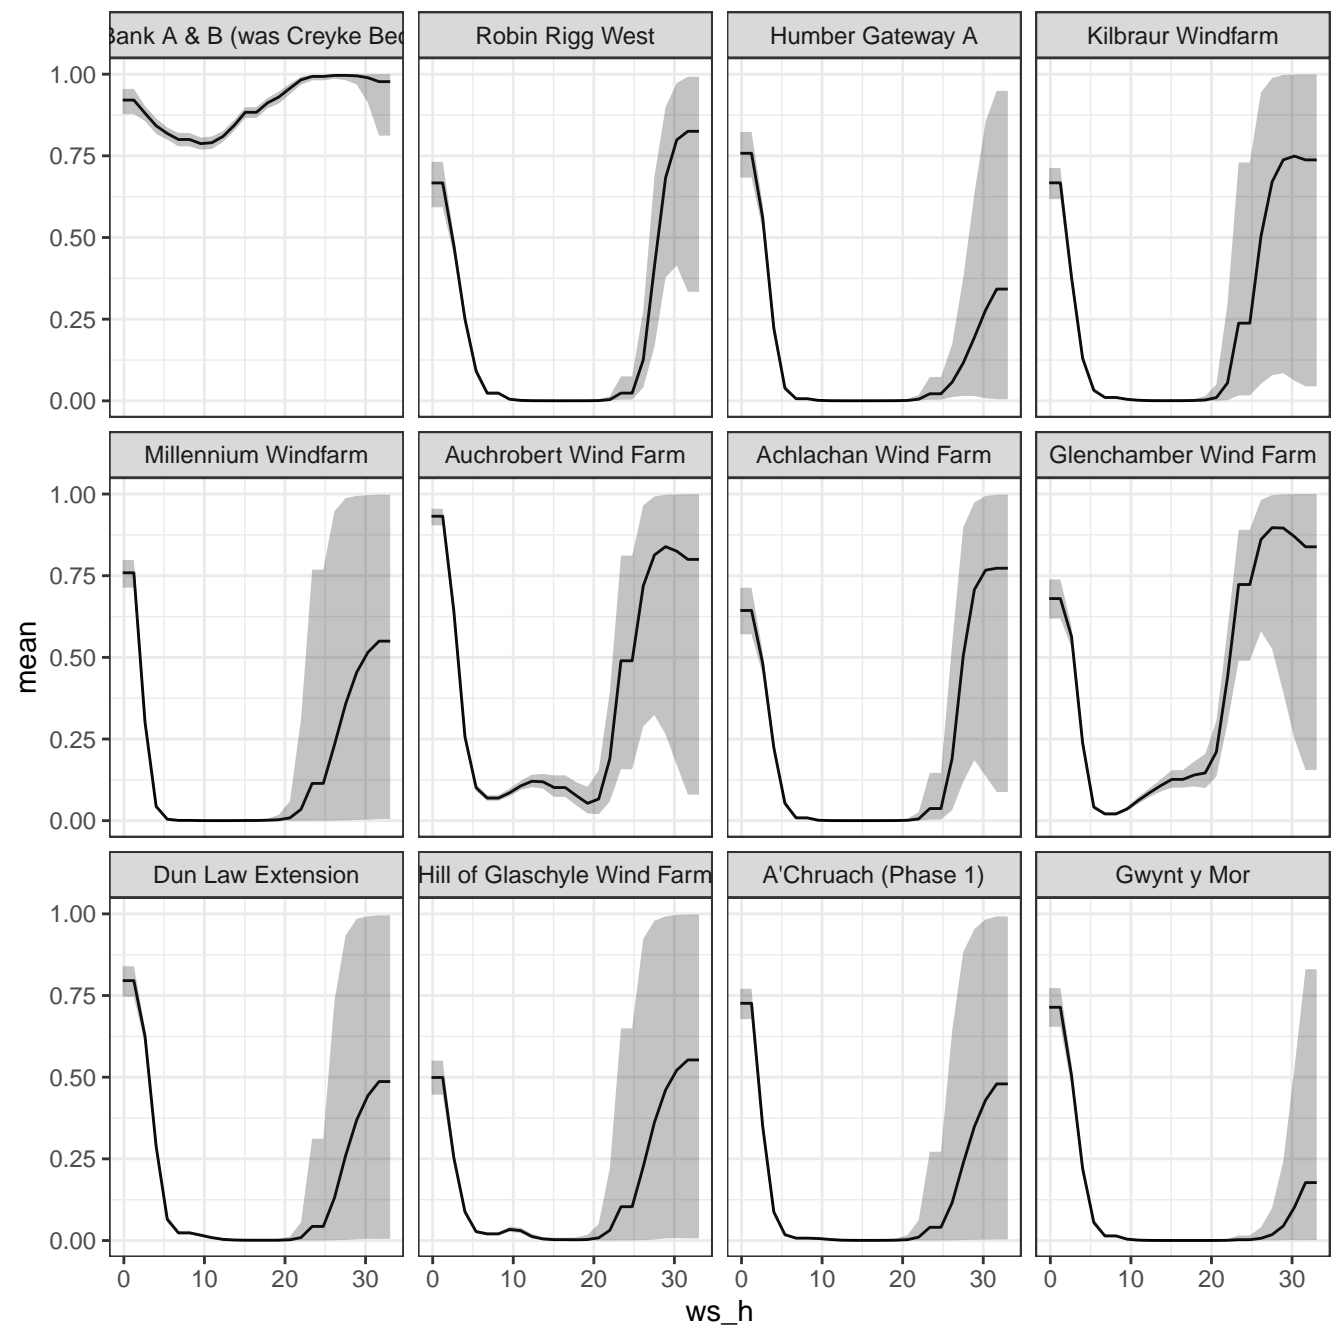 Bank A & B (was Creyke Bec
Robin Rigg West
Humber Gateway A
Kilbraur Windfarm
1.00
0.75
0.50
0.25
0.00
Millennium Windfarm
Auchrobert Wind Farm
Achlachan Wind Farm
Glenchamber Wind Farm
1.00
0.75
0.50
0.25
0.00
mean
Dun Law Extension
Hill of Glaschyle Wind Farm
A'Chruach (Phase 1)
Gwynt y Mor
1.00
0.75
0.50
0.25
0.00
0 10 20 30
0 10 20 30
0 10 20 30
0 10 20 30
ws_h